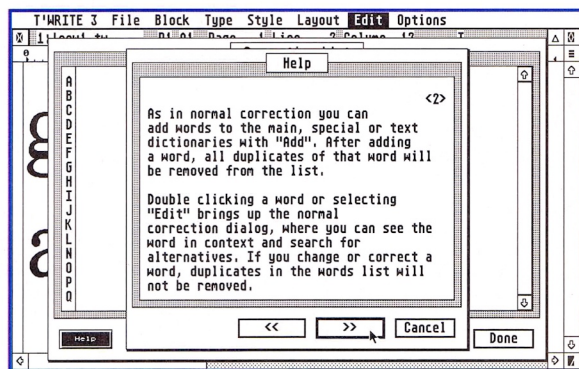 T'WRITE 3 File Block Type Style Layout Edit Options
Help
<2>
As in normal correction you can
add words to the main, special or text
dictionaries with "Add". After adding
a word, all duplicates of that word will
be removed from the list.
Double clicking a word or selecting
"Edit" brings up the normal
correction dialog, where you can see the
word in context and search for
alternatives. If you change or correct a
word, duplicates in the words list will
not be removed.
A
B
C
D
E
F
G
H
I
J
K
L
M
N
O
P
Q
<< >> Cancel
Help Done